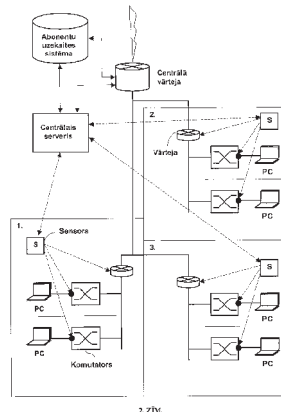 Abonentu
uzskaites
sistēma
Centrālā
vārteja
Centrālais
serveris
2.
S
Vārteja
PC
PC
1.
Sensors
S
3.
S
PC
PC
Komutators
PC
PC
2. ZĪM.